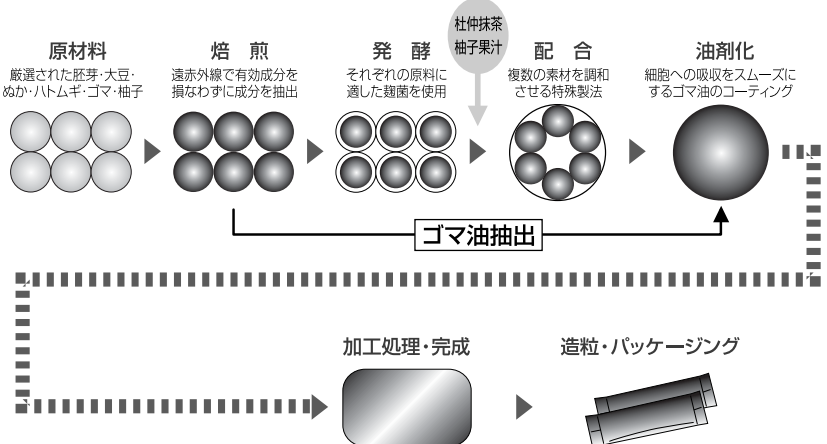 杜仲抹茶
柚子果汁
原材料
厳選された胚芽・大豆・
ぬか・ハトムギ・ゴマ・柚子
焙　煎
遠赤外線で有効成分を
損なわずに成分を抽出
発　酵
それぞれの原料に
適した麹菌を使用
配　合
複数の素材を調和
させる特殊製法
油剤化
細胞への吸収をスムーズに
するゴマ油のコーティング
ゴマ油抽出
加工処理・完成
造粒・パッケージング